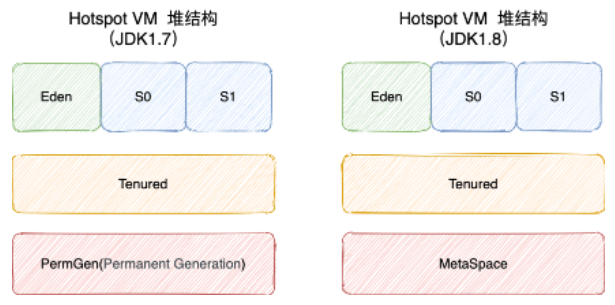 Hotspot VM 堆结构
（JDK1.7）
Eden
S0
S1
Tenured
PermGen(Permanent Generation)
Hotspot VM 堆结构
（JDK1.8）
Eden
S0
S1
Tenured
MetaSpace